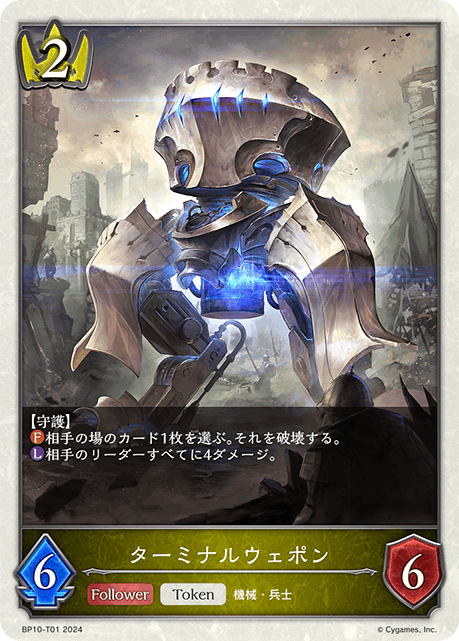 2
【守護】
F相手の場のカード1枚を選ぶ。それを破壊する。
L相手のリーダーすべてに4ダメージ。
ターミナルウェポン
6
Follower
Token
機械・兵士
6
BP10-T01 2024
© Cygames, Inc.